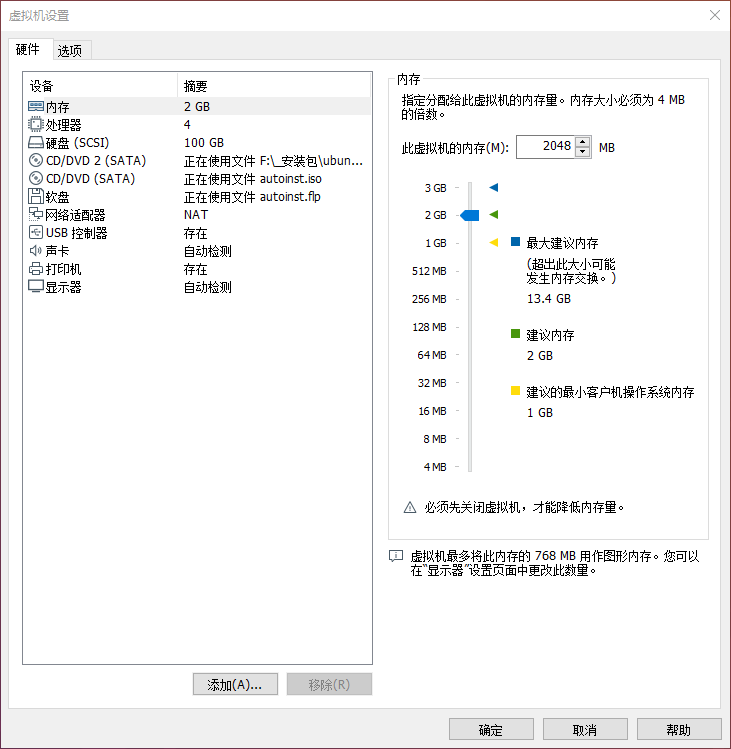 虚拟机设置
硬件 选项
设备 摘要
内存 2 GB
处理器 4
硬盘 (SCSI) 100 GB
CD/DVD 2 (SATA) 正在使用文件 F:\_安装包\ubun...
CD/DVD (SATA) 正在使用文件 autoinst.iso
软盘 正在使用文件 autoinst.flp
网络适配器 NAT
USB 控制器 存在
声卡 自动检测
打印机 存在
显示器 自动检测
添加(A)... 移除(R)
内存
指定分配给此虚拟机的内存量。内存大小必须为 4 MB
的倍数。
此虚拟机的内存(M): 2048 MB
3 GB
2 GB
1 GB
512 MB
256 MB
128 MB
64 MB
32 MB
16 MB
8 MB
4 MB
最大建议内存
(超出此大小可能
发生内存交换。)
13.4 GB
建议内存
2 GB
建议的最小客户机操作系统内存
1 GB
必须先关闭虚拟机，才能降低内存量。
虚拟机最多将此内存的 768 MB 用作图形内存。您可以
在“显示器”设置页面中更改此数量。
确定 取消 帮助